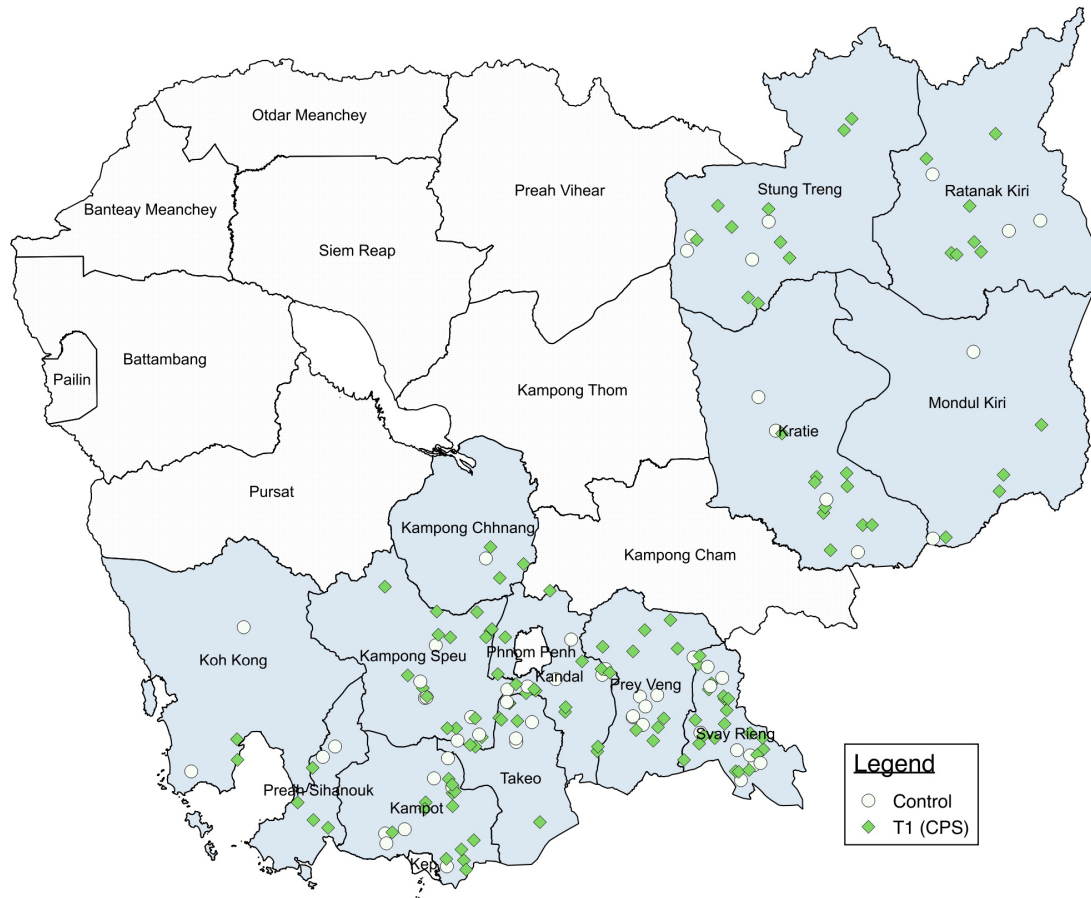 Otdar Meanchey
Preah Vihear
Stung Treng
Ratanak Kiri
Banteay Meanchey
Siem Reap
Battambang
Pailin
Kampong Thom
Mondul Kiri
Kratie
Pursat
Kampong Chhnang
Kampong Cham
Koh Kong
Kampong Speu
Phnom Penh
Kandal
Prey Veng
Svay Rieng
Preah Sihanouk
Takeo
Kampot
Kep
Legend
Control
T1 (CPS)